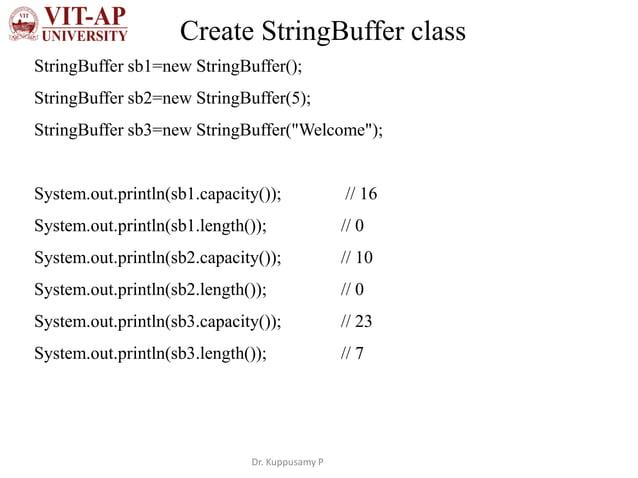 VIT-AP
UNIVERSITY
Create StringBuffer class
StringBuffer sb1=new StringBuffer();
StringBuffer sb2=new StringBuffer(5);
StringBuffer sb3=new StringBuffer("Welcome");
System.out.println(sb1.capacity()); // 16
System.out.println(sb1.length()); // 0
System.out.println(sb2.capacity()); // 10
System.out.println(sb2.length()); // 0
System.out.println(sb3.capacity()); // 23
System.out.println(sb3.length()); // 7
Dr. Kuppusamy P